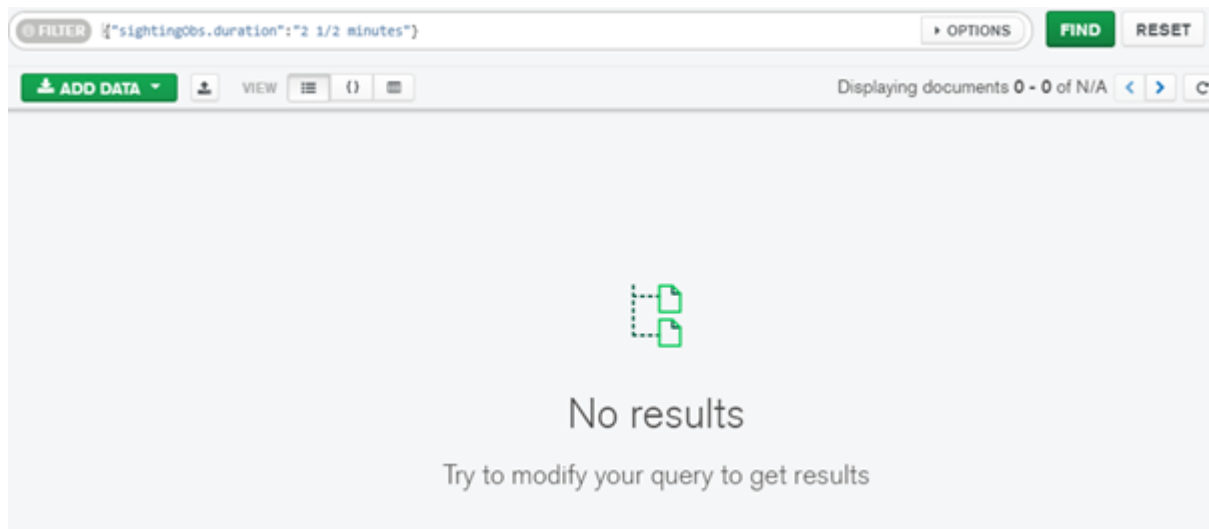 FILTER {"sightingObs.duration":"2 1/2 minutes"} OPTIONS FIND RESET
ADD DATA VIEW {} Displaying documents 0 - 0 of N/A < >
No results
Try to modify your query to get results